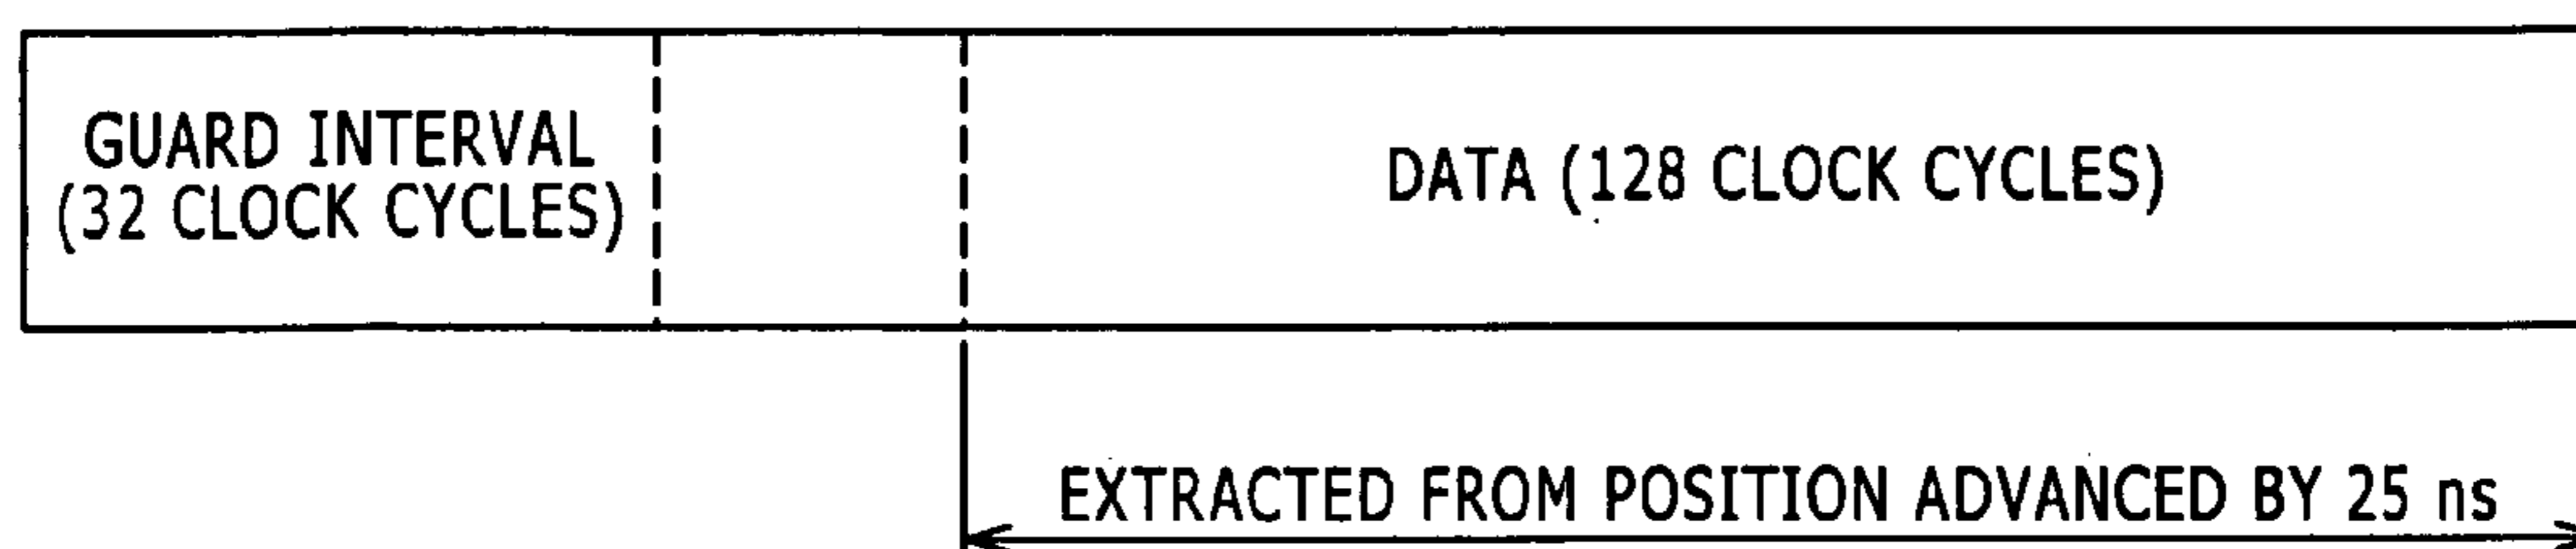 GUARD INTERVAL
(32 CLOCK CYCLES)
DATA (128 CLOCK CYCLES)
EXTRACTED FROM POSITION ADVANCED BY 25 ns